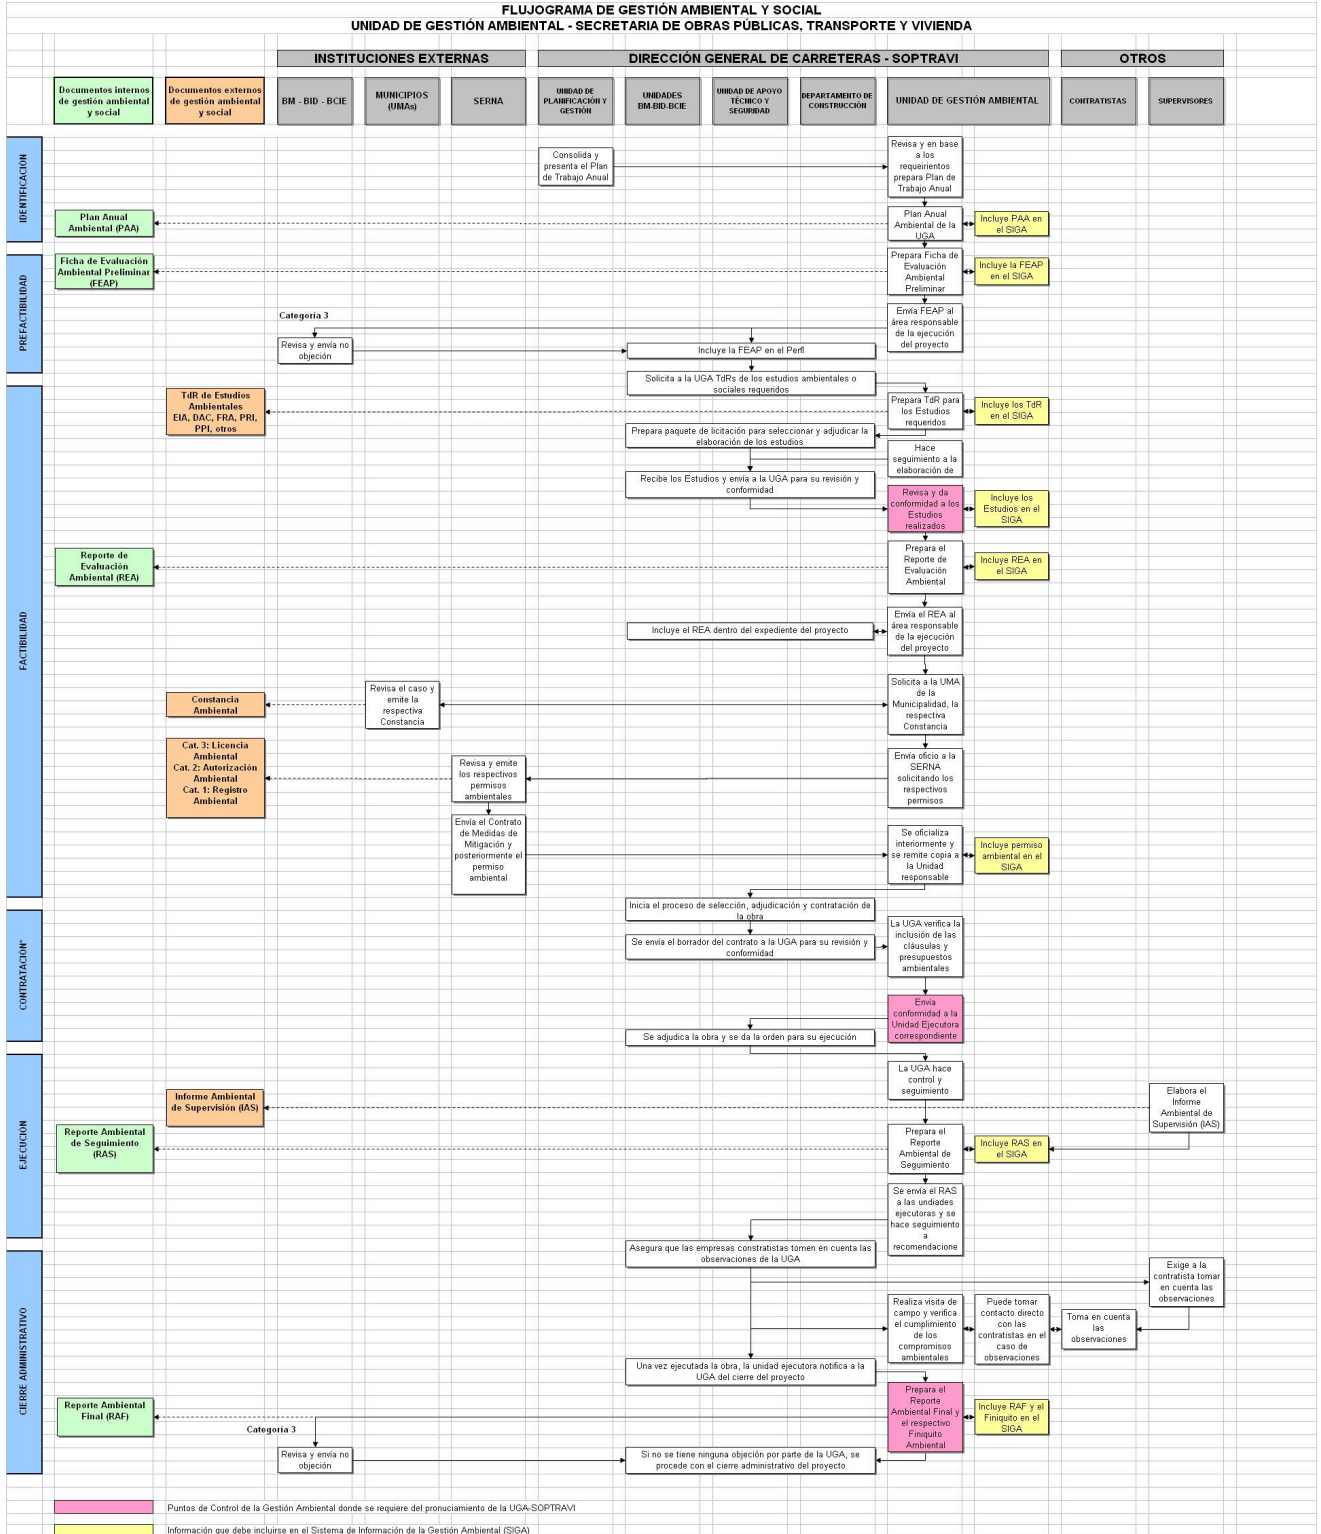 FLUJOGRAMA DE GESTIÓN AMBIENTAL Y SOCIAL
UNIDAD DE GESTIÓN AMBIENTAL - SECRETARIA DE OBRAS PÚBLICAS, TRANSPORTE Y VIVIENDA
INSTITUCIONES EXTERNAS
DIRECCIÓN GENERAL DE CARRETERAS - SOPTRAVI
OTROS
Documentos internos
de gestión ambiental
y social
Documentos externos
de gestión ambiental
y social
BM - BID - BCIE
MUNICIPIOS
(UMAs)
SERNA
UNIDAD DE
PLANIFICACIÓN Y
GESTIÓN
UNIDADES
BM-BID-BCIE
UNIDAD DE APOYO
TÉCNICO Y
SEGURIDAD
DEPARTAMENTO DE
CONSTRUCCIÓN
UNIDAD DE GESTIÓN AMBIENTAL
CONTRATISTAS
SUPERVISORES
IDENTIFICACIÓN
Consolida y
presenta el Plan
de Trabajo Anual
Revisa y en base
a los
requeirientos
prepara Plan de
Trabajo Anual
Plan Anual
Ambiental (PAA)
Plan Anual
Ambiental de la
UGA
Incluye PAA en
el SIGA
PREFACTIBILIDAD
Ficha de Evaluación
Ambiental Preliminar
(FEAP)
Prepara Ficha de
Evaluación
Ambiental
Preliminar
Incluye la FEAP
en el SIGA
Envía FEAP al
área responsable
de la ejecución
del proyecto
Categoría 3
Revisa y envía no
objeción
Incluye la FEAP en el Perfl
FACTIBILIDAD
Solicita a la UGA TdRs de los estudios ambientales o
sociales requeridos
TdR de Estudios
Ambientales
EIA, DAC, FRA, PRI,
PPI, otros
Prepara TdR para
los Estudios
requeridos
Incluye los TdR
en el SIGA
Prepara paquete de licitación para seleccionar y adjudicar la
elaboración de los estudios
Hace
seguimiento a la
elaboración de
Recibe los Estudios y envía a la UGA para su revisión y
conformidad
Revisa y da
conformidad a los
Estudios
realizados
Incluye los
Estudios en el
SIGA
Reporte de
Evaluación
Ambiental (REA)
Prepara el
Reporte de
Evaluación
Ambiental
Incluye REA en
el SIGA
Incluye el REA dentro del expediente del proyecto
Envía el REA al
área responsable
de la ejecución
del proyecto
Constancia
Ambiental
Revisa el caso y
emite la
respectiva
Constancia
Solicita a la UMA
de la
Municipalidad, la
respectiva
Constancia
Cat. 3: Licencia
Ambiental
Cat. 2: Autorización
Ambiental
Cat. 1: Registro
Ambiental
Revisa y emite
los respectivos
permisos
ambientales
Envía oficio a la
SERNA
solicitando los
respectivos
permisos
Envía el Contrato
de Medidas de
Mitigación y
posteriormente el
permiso
ambiental
Se oficializa
interiormente y
se remite copia a
la Unidad
responsable
Incluye permiso
ambiental en el
SIGA
CONTRATACIÓN*
Inicia el proceso de selección, adjudicación y contratación de
la obra
Se envía el borrador del contrato a la UGA para su revisión y
conformidad
La UGA verifica la
inclusión de las
cláusulas y
presupuestos
ambientales
Envía
conformidad a la
Unidad Ejecutora
correspondiente
Se adjudica la obra y se da la orden para su ejecución
EJECUCIÓN
La UGA hace
control y
seguimiento
Informe Ambiental
de Supervisión (IAS)
Elabora el
Informe
Ambiental de
Supervisión (IAS)
Reporte Ambiental
de Seguimiento
(RAS)
Prepara el
Reporte
Ambiental de
Seguimiento
Incluye RAS en
el SIGA
Se envía el RAS
a las undiades
ejecutoras y se
hace seguimiento
a
recomendacione
CIERRE ADMINISTRATIVO
Asegura que las empresas constratistas tomen en cuenta las
observaciones de la UGA
Exige a la
contratista tomar
en cuenta las
observaciones
Realiza visita de
campo y verifica
el cumplimiento
de los
compromisos
ambientales
Puede tomar
contacto directo
con las
contratistas en el
caso de
observaciones
Toma en cuenta
las
observaciones
Una vez ejecutada la obra, la unidad ejecutora notifica a la
UGA del cierre del proyecto
Reporte Ambiental
Final (RAF)
Prepara el
Reporte
Ambiental Final y
el respectivo
Finiquito
Ambiental
Incluye RAF y el
Finiquito en el
SIGA
Categoría 3
Revisa y envía no
objeción
Si no se tiene ninguna objeción por parte de la UGA, se
procede con el cierre administrativo del proyecto
Puntos de Control de la Gestión Ambiental donde se requiere del pronuciamiento de la UGA-SOPTRAVI
Información que debe incluirse en el Sistema de Información de la Gestión Ambiental (SIGA)